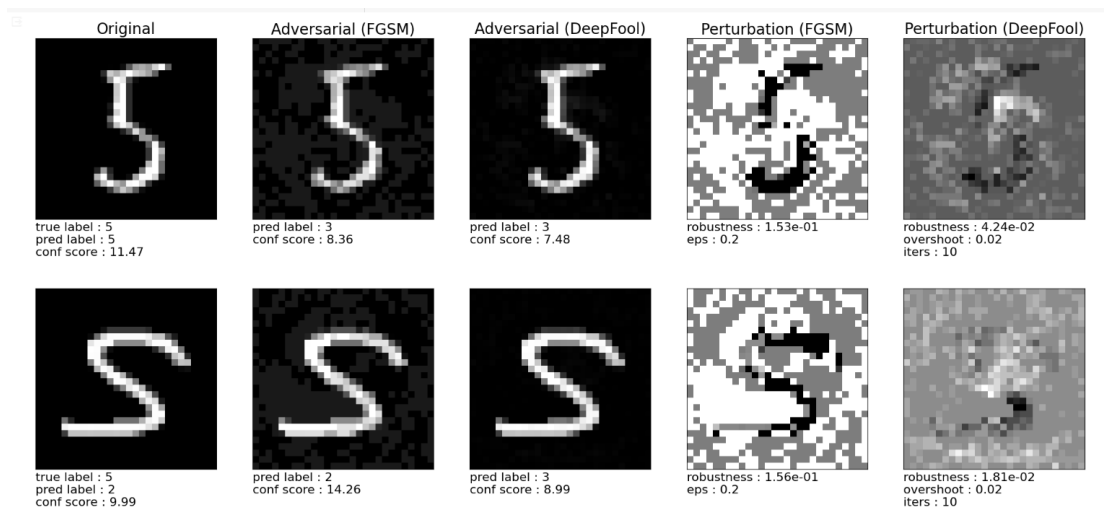 Original
Adversarial (FGSM)
Adversarial (DeepFool)
Perturbation (FGSM)
Perturbation (DeepFool)
true label : 5
pred label : 5
conf score : 11.47
pred label : 3
conf score : 8.36
pred label : 3
conf score : 7.48
robustness : 1.53e-01
eps : 0.2
robustness : 4.24e-02
overshoot : 0.02
iters : 10
true label : 5
pred label : 2
conf score : 9.99
pred label : 2
conf score : 14.26
pred label : 3
conf score : 8.99
robustness : 1.56e-01
eps : 0.2
robustness : 1.81e-02
overshoot : 0.02
iters : 10